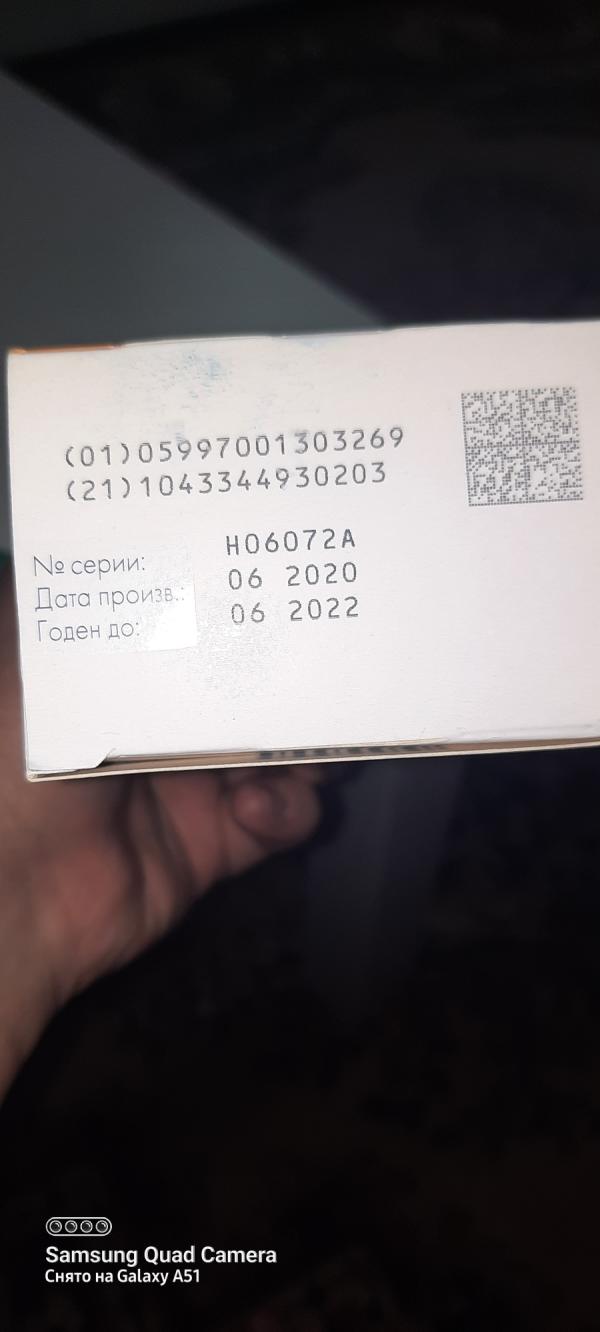 (01)05997001303269
(21)1043344930203
№ серии: H06072A
Дата произв.: 06 2020
Годен до: 06 2022
Samsung Quad Camera
Снято на Galaxy A51